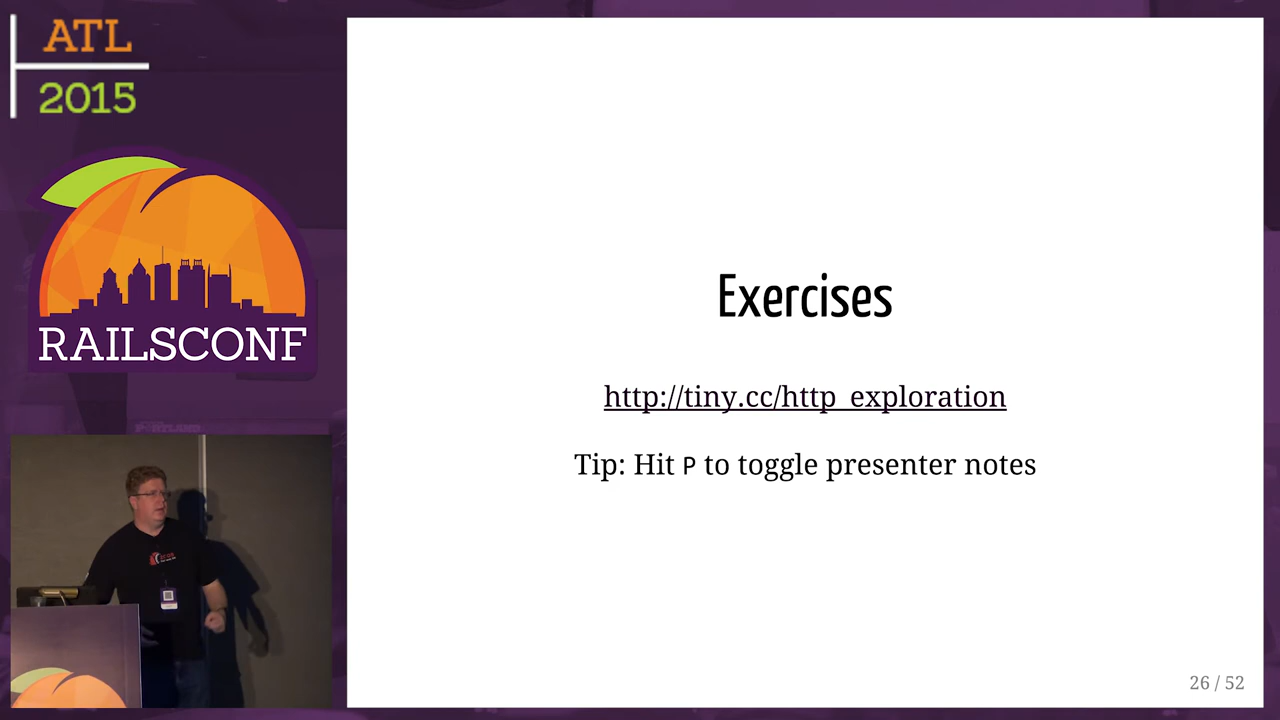 ATL
2015
RAILSCONF
Exercises
http://tiny.cc/http_exploration
Tip: Hit P to toggle presenter notes
26 / 52